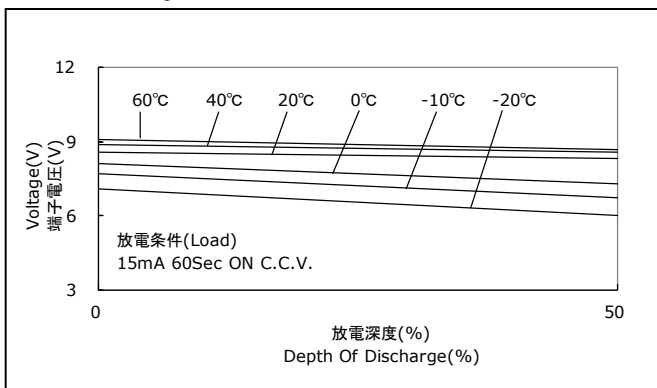 12
60℃ 40℃ 20℃ 0℃ -10℃ -20℃
9
Voltage(V)
端子電圧(V)
6
放電条件(Load)
15mA 60Sec ON C.C.V.
3
0 50
放電深度(%)
Depth Of Discharge(%)